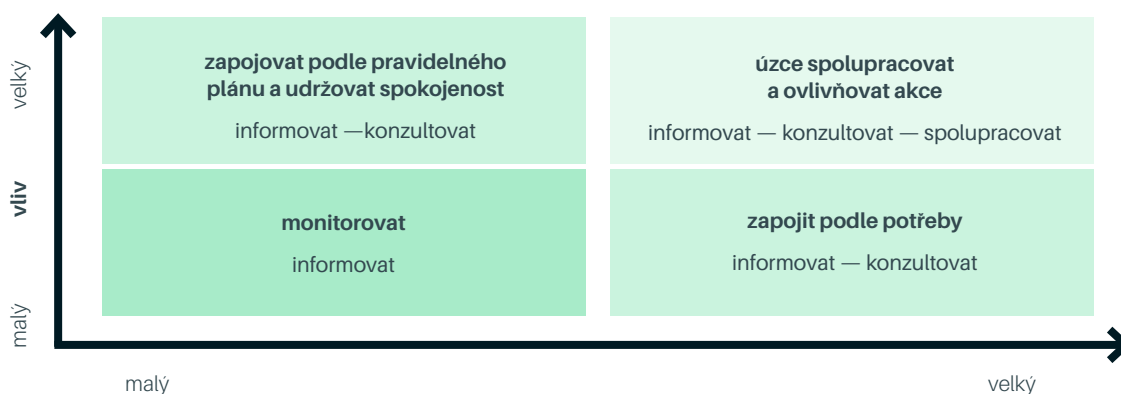 velký
vliv
malý
zapojovat podle pravidelného
plánu a udržovat spokojenost
informovat —konzultovat
úzce spolupracovat
a ovlivňovat akce
informovat — konzultovat — spolupracovat
monitorovat
informovat
zapojit podle potřeby
informovat — konzultovat
malý
velký